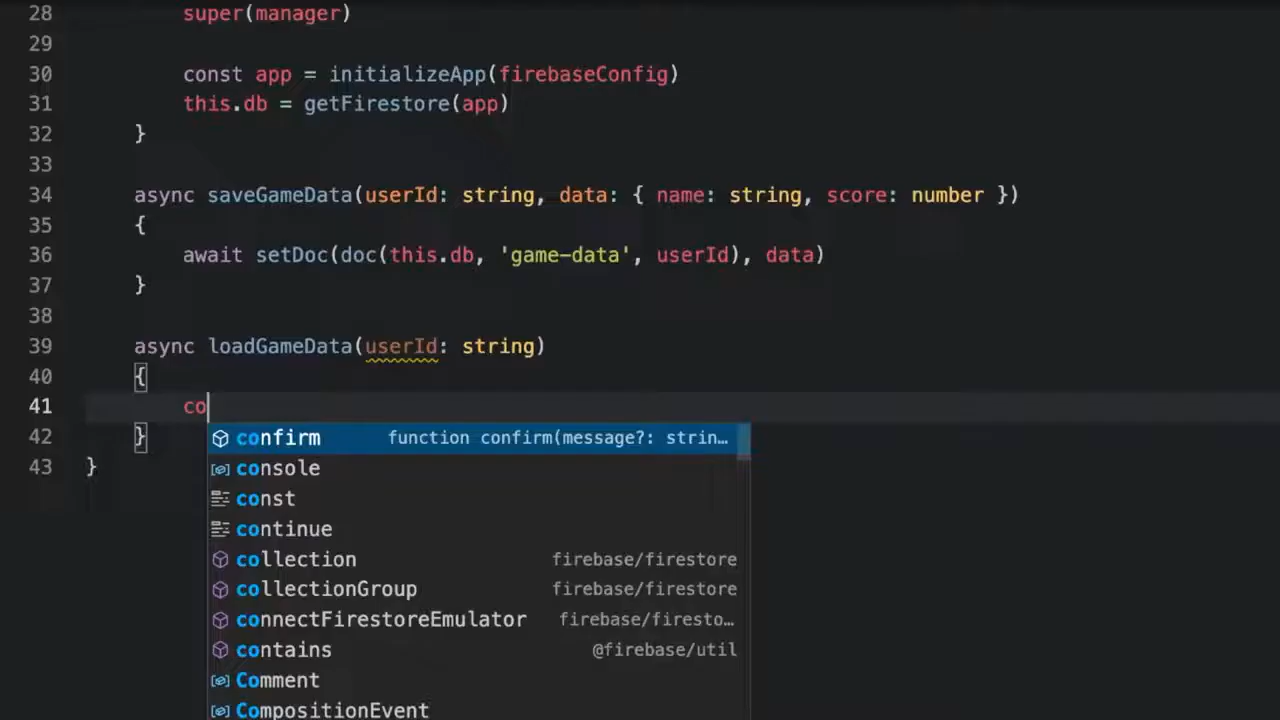 28 super(manager)
29
30 const app = initializeApp(firebaseConfig)
31 this.db = getFirestore(app)
32 }
33
34 async saveGameData(userId: string, data: { name: string, score: number })
35 {
36 await setDoc(doc(this.db, 'game-data', userId), data)
37 }
38
39 async loadGameData(userId: string)
40 {
41 co
confirm function confirm(message?: strin…
42 }
console
43 }
const
continue
collection firebase/firestore
collectionGroup firebase/firestore
connectFirestoreEmulator firebase/firesto…
contains @firebase/util
Comment
CompositionEvent